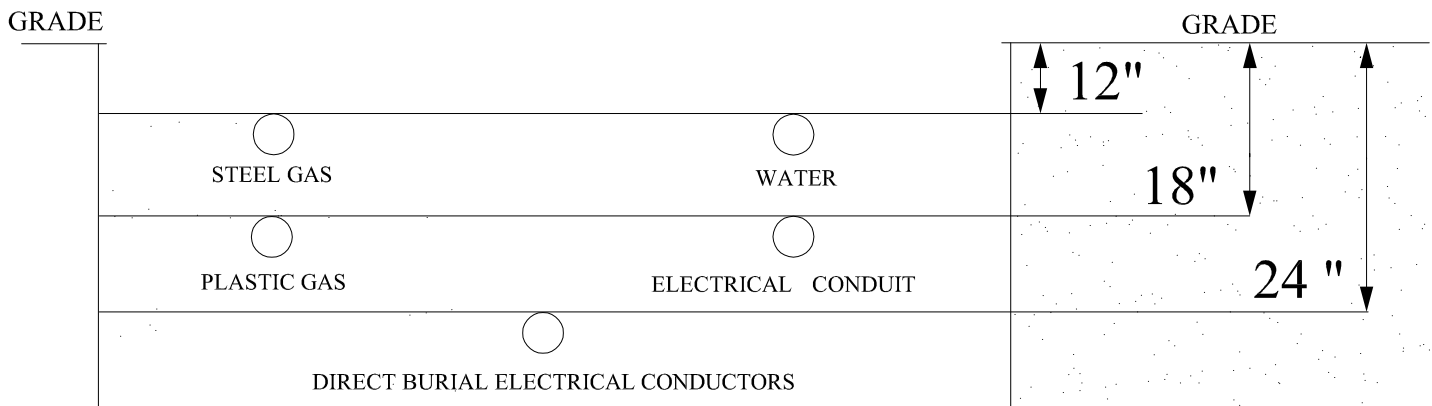 GRADE
GRADE
12"
STEEL GAS
WATER
18"
PLASTIC GAS
ELECTRICAL CONDUIT
24 "
DIRECT BURIAL ELECTRICAL CONDUCTORS